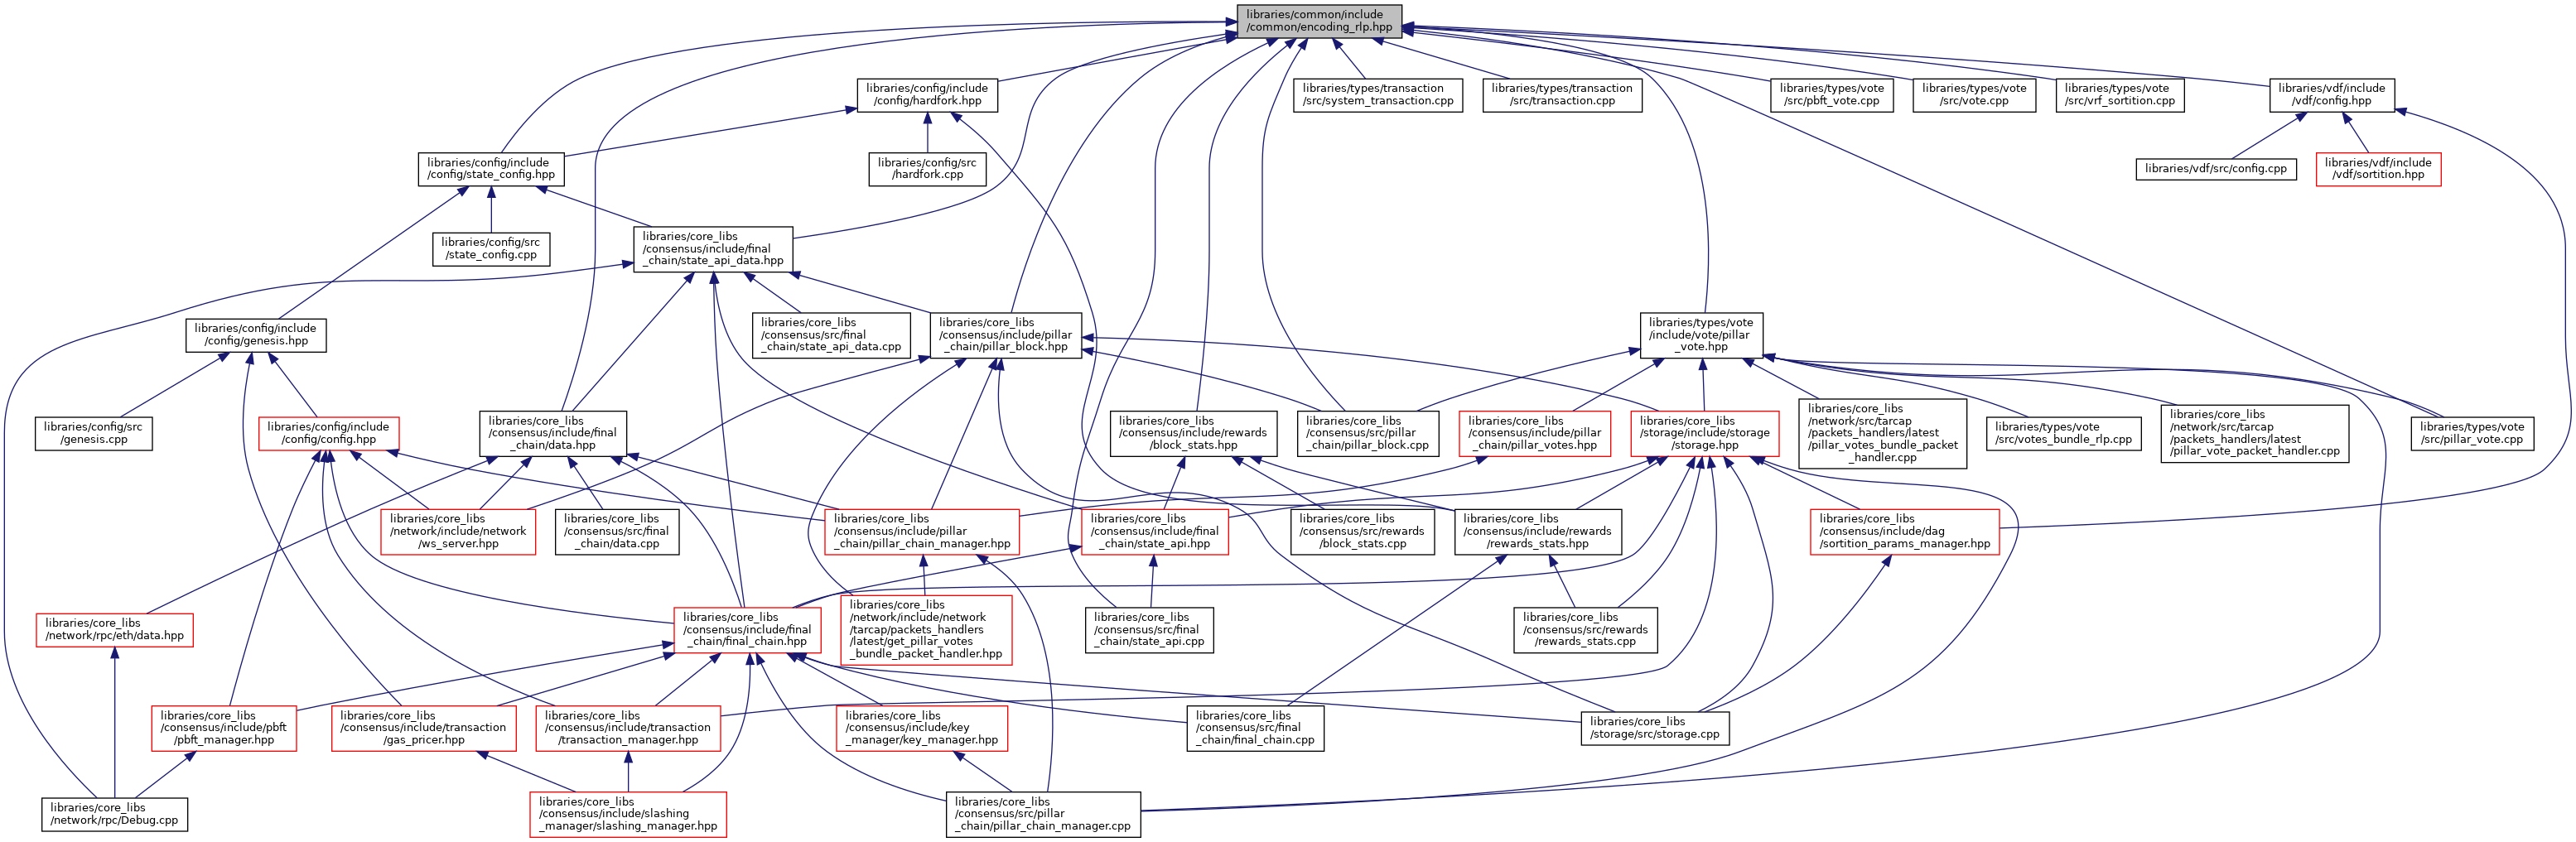 libraries/common/include
/common/encoding_rlp.hpp
libraries/config/include
/config/hardfork.hpp
libraries/types/transaction
/src/system_transaction.cpp
libraries/types/transaction
/src/transaction.cpp
libraries/types/vote
/src/pbft_vote.cpp
libraries/types/vote
/src/vote.cpp
libraries/types/vote
/src/vrf_sortition.cpp
libraries/vdf/include
/vdf/config.hpp
libraries/config/include
/config/state_config.hpp
libraries/config/src
/hardfork.cpp
libraries/vdf/src/config.cpp
libraries/vdf/include
/vdf/sortition.hpp
libraries/config/src
/state_config.cpp
libraries/core_libs
/consensus/include/final
_chain/state_api_data.hpp
libraries/config/include
/config/genesis.hpp
libraries/core_libs
/consensus/src/final
_chain/state_api_data.cpp
libraries/core_libs
/consensus/include/pillar
_chain/pillar_block.hpp
libraries/types/vote
/include/vote/pillar
_vote.hpp
libraries/config/src
/genesis.cpp
libraries/config/include
/config/config.hpp
libraries/core_libs
/consensus/include/final
_chain/data.hpp
libraries/core_libs
/consensus/include/rewards
/block_stats.hpp
libraries/core_libs
/consensus/src/pillar
_chain/pillar_block.cpp
libraries/core_libs
/consensus/include/pillar
_chain/pillar_votes.hpp
libraries/core_libs
/storage/include/storage
/storage.hpp
libraries/core_libs
/network/src/tarcap
/packets_handlers/latest
/pillar_votes_bundle_packet
_handler.cpp
libraries/types/vote
/src/votes_bundle_rlp.cpp
libraries/core_libs
/network/src/tarcap
/packets_handlers/latest
/pillar_vote_packet_handler.cpp
libraries/types/vote
/src/pillar_vote.cpp
libraries/core_libs
/network/include/network
/ws_server.hpp
libraries/core_libs
/consensus/src/final
_chain/data.cpp
libraries/core_libs
/consensus/include/pillar
_chain/pillar_chain_manager.hpp
libraries/core_libs
/consensus/include/final
_chain/state_api.hpp
libraries/core_libs
/consensus/src/rewards
/block_stats.cpp
libraries/core_libs
/consensus/include/rewards
/rewards_stats.hpp
libraries/core_libs
/consensus/include/dag
/sortition_params_manager.hpp
libraries/core_libs
/network/rpc/eth/data.hpp
libraries/core_libs
/consensus/include/final
_chain/final_chain.hpp
libraries/core_libs
/network/include/network
/tarcap/packets_handlers
/latest/get_pillar_votes
_bundle_packet_handler.hpp
libraries/core_libs
/consensus/src/final
_chain/state_api.cpp
libraries/core_libs
/consensus/src/rewards
/rewards_stats.cpp
libraries/core_libs
/consensus/include/pbft
/pbft_manager.hpp
libraries/core_libs
/consensus/include/transaction
/gas_pricer.hpp
libraries/core_libs
/consensus/include/transaction
/transaction_manager.hpp
libraries/core_libs
/consensus/include/key
_manager/key_manager.hpp
libraries/core_libs
/consensus/src/final
_chain/final_chain.cpp
libraries/core_libs
/storage/src/storage.cpp
libraries/core_libs
/network/rpc/Debug.cpp
libraries/core_libs
/consensus/include/slashing
_manager/slashing_manager.hpp
libraries/core_libs
/consensus/src/pillar
_chain/pillar_chain_manager.cpp